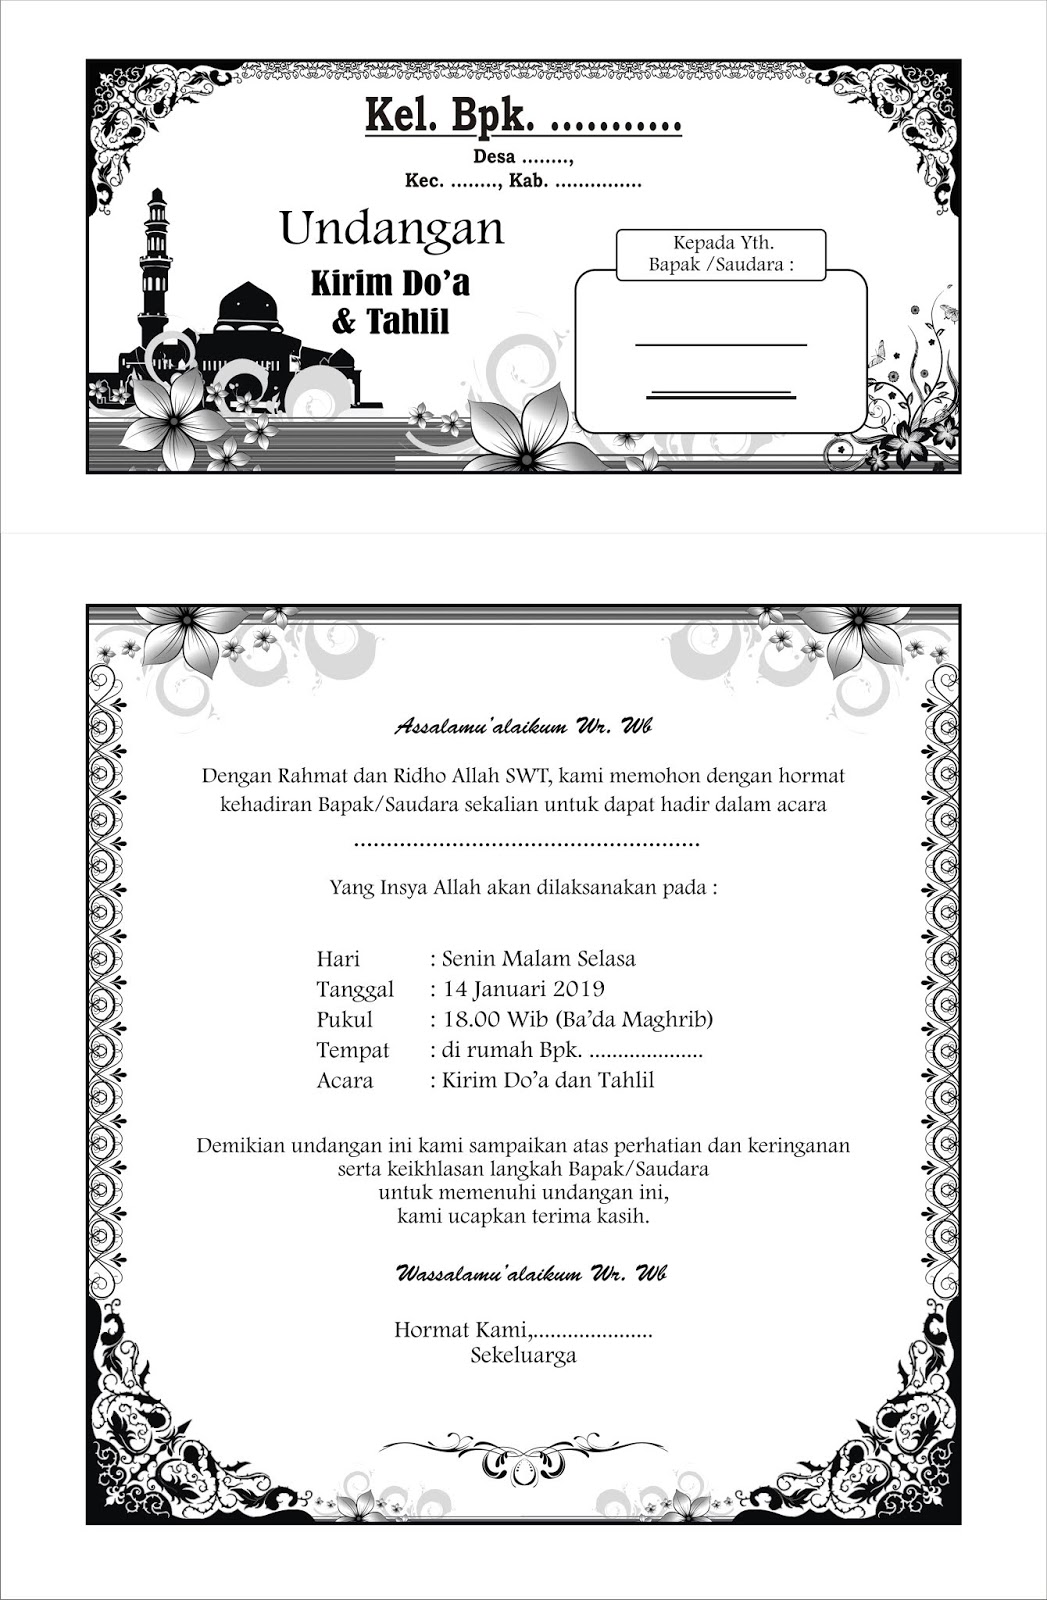 Kel. Bpk. ...........
Desa ........,
Kec. ........, Kab. ...............
Undangan
Kirim Do’a
& Tahlil
Kepada Yth.
Bapak /Saudara :
Assalamu’alaikum Wr. Wb
Dengan Rahmat dan Ridho Allah SWT, kami memohon dengan hormat
kehadiran Bapak/Saudara sekalian untuk dapat hadir dalam acara
.....................................................
Yang Insya Allah akan dilaksanakan pada :
Hari : Senin Malam Selasa
Tanggal : 14 Januari 2019
Pukul : 18.00 Wib (Ba’da Maghrib)
Tempat : di rumah Bpk. ....................
Acara : Kirim Do’a dan Tahlil
Demikian undangan ini kami sampaikan atas perhatian dan keringanan
serta keikhlasan langkah Bapak/Saudara
untuk memenuhi undangan ini,
kami ucapkan terima kasih.
Wassalamu’alaikum Wr. Wb
Hormat Kami,.....................
Sekeluarga